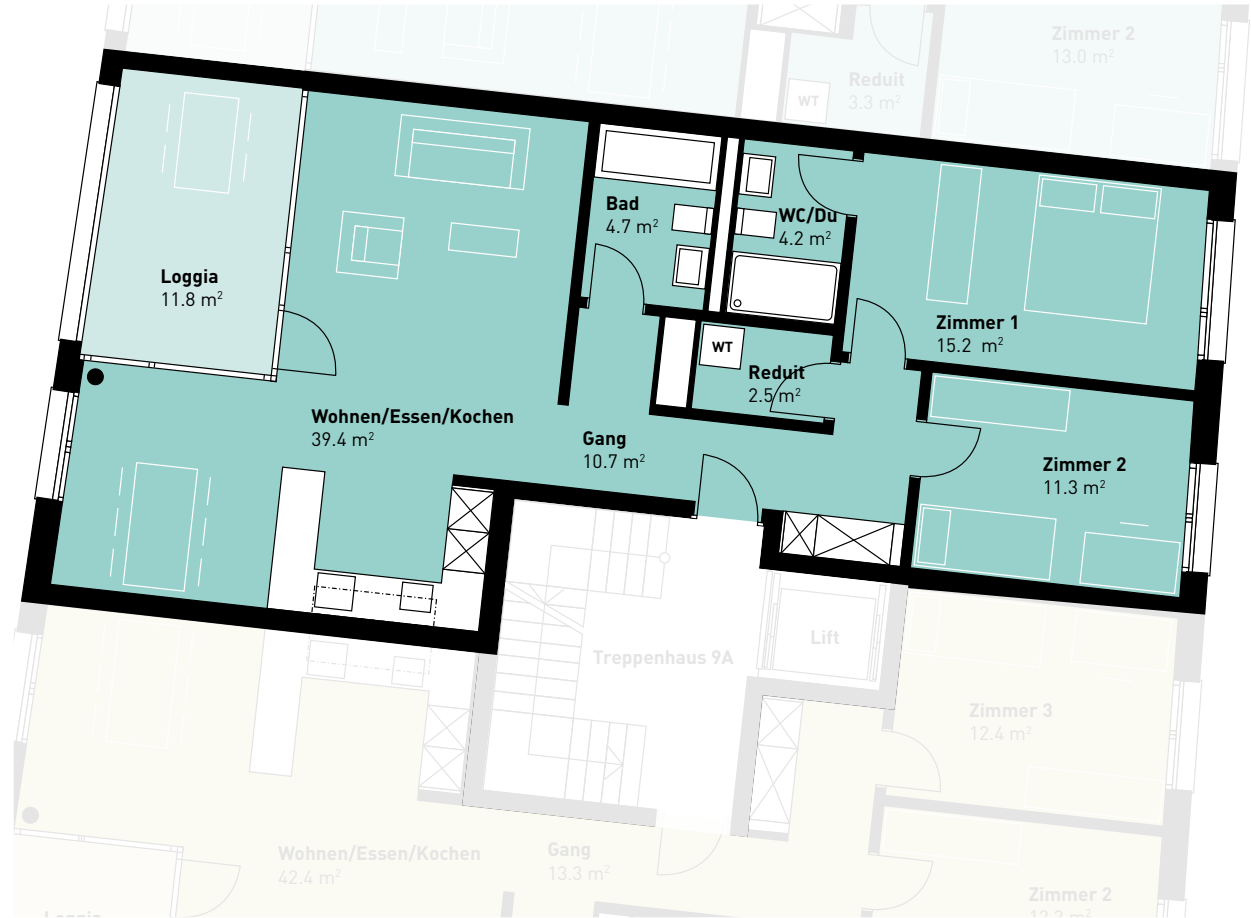 Zimmer 2
13.0 m²
Reduit
3.3 m²
WT
Bad
4.7 m²
WC/Du
4.2 m²
Loggia
11.8 m²
Zimmer 1
15.2 m²
WT
Reduit
2.5 m²
Wohnen/Essen/Kochen
39.4 m²
Gang
10.7 m²
Zimmer 2
11.3 m²
Treppenhaus 9A
Lift
Zimmer 3
12.4 m²
Wohnen/Essen/Kochen
42.4 m²
Gang
13.3 m²
Zimmer 2
Loggia